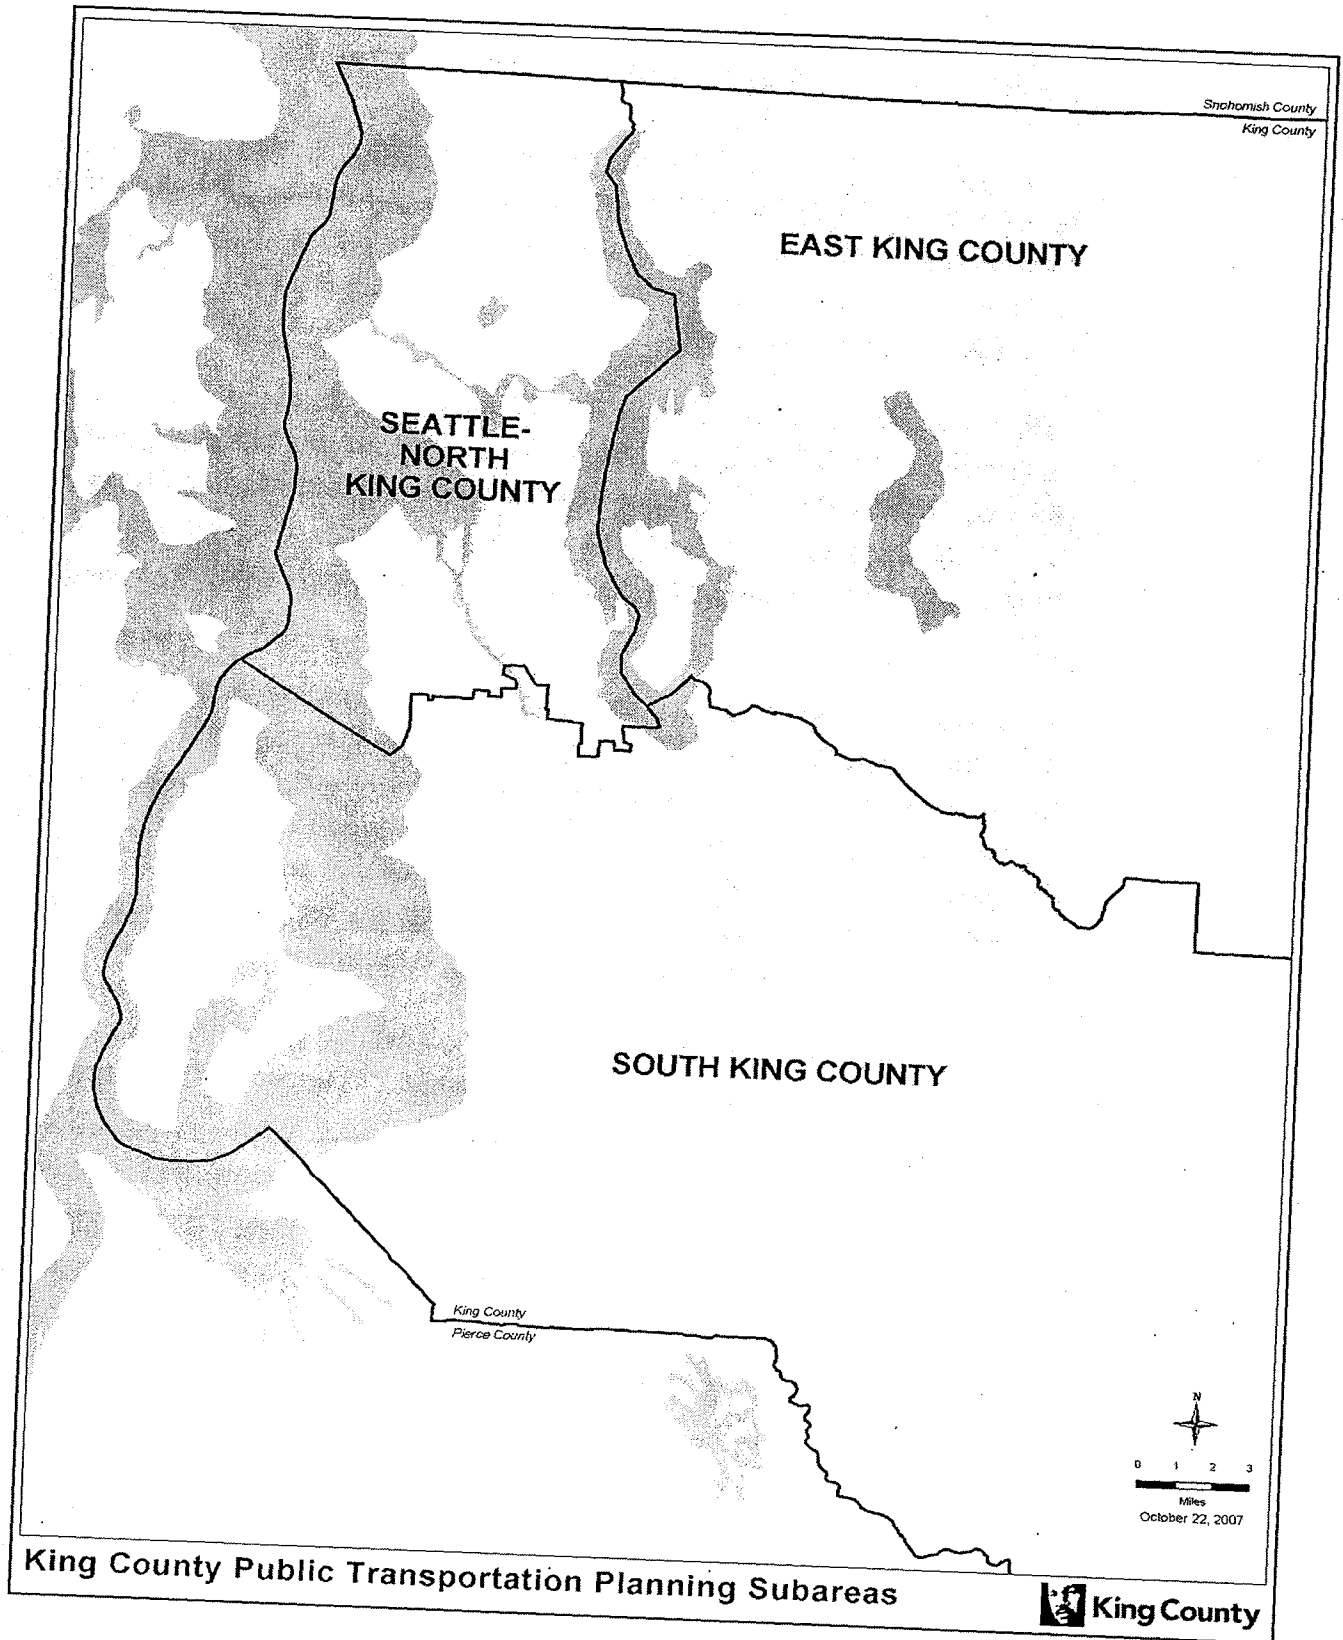 Snohomish County
King County
EAST KING COUNTY
SEATTLE-
NORTH
KING COUNTY
SOUTH KING COUNTY
King County
Pierce County
N
0 1 2 3
Miles
October 22, 2007
King County Public Transportation Planning Subareas
King County